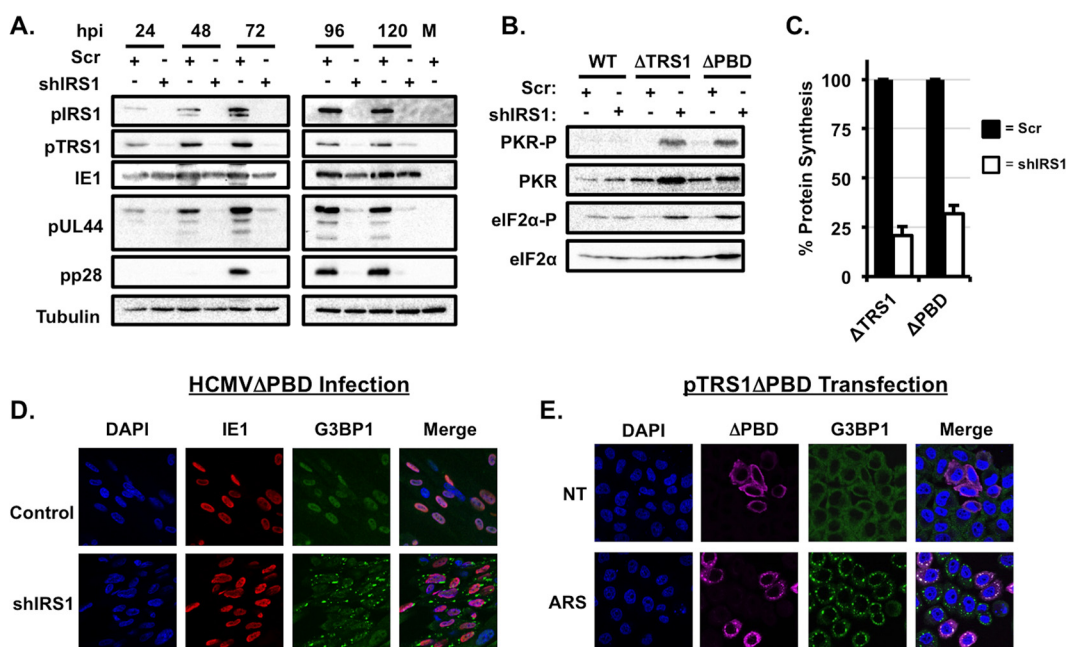 A.
hpi 24 48 72 96 120 M
Scr + - + - + - + - + - +
shIRS1 - + - + - + - + - + -
pIRS1
pTRS1
IE1
pUL44
pp28
Tubulin
B.
WT ΔTRS1 ΔPBD
Scr: + - + - + -
shIRS1: - + - + - +
PKR-P
PKR
eIF2α-P
eIF2α
C.
% Protein Synthesis
100
75
50
25
0
ΔTRS1 ΔPBD
= Scr
= shIRS1
HCMVΔPBD Infection
D.
DAPI IE1 G3BP1 Merge
Control
shIRS1
pTRS1ΔPBD Transfection
E.
DAPI ΔPBD G3BP1 Merge
NT
ARS